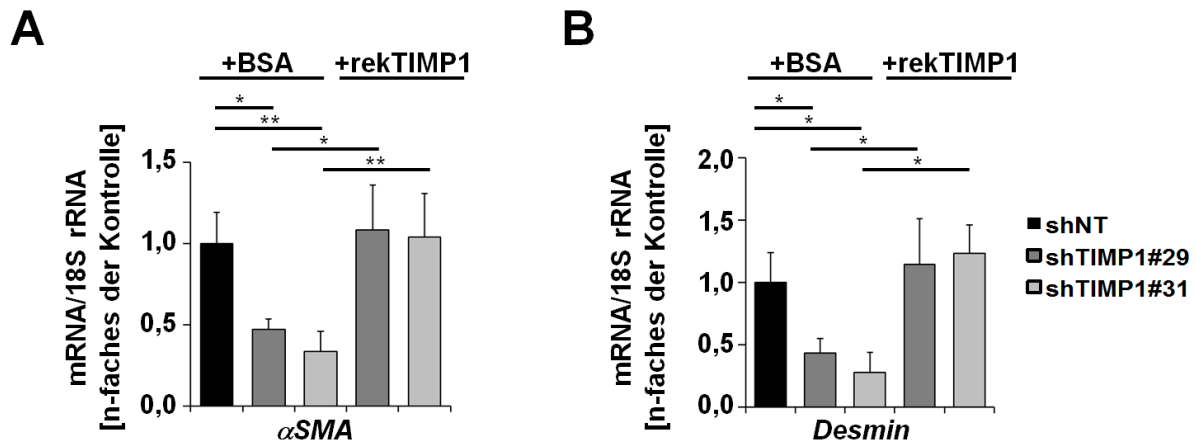 A
+BSA +rekTIMP1
*
**
*
**
mRNA/18S rRNA
[n-faches der Kontrolle]
1,5
1,0
0,5
0,0
αSMA
B
+BSA +rekTIMP1
*
*
*
*
mRNA/18S rRNA
[n-faches der Kontrolle]
2,0
1,5
1,0
0,5
0,0
Desmin
shNT
shTIMP1#29
shTIMP1#31